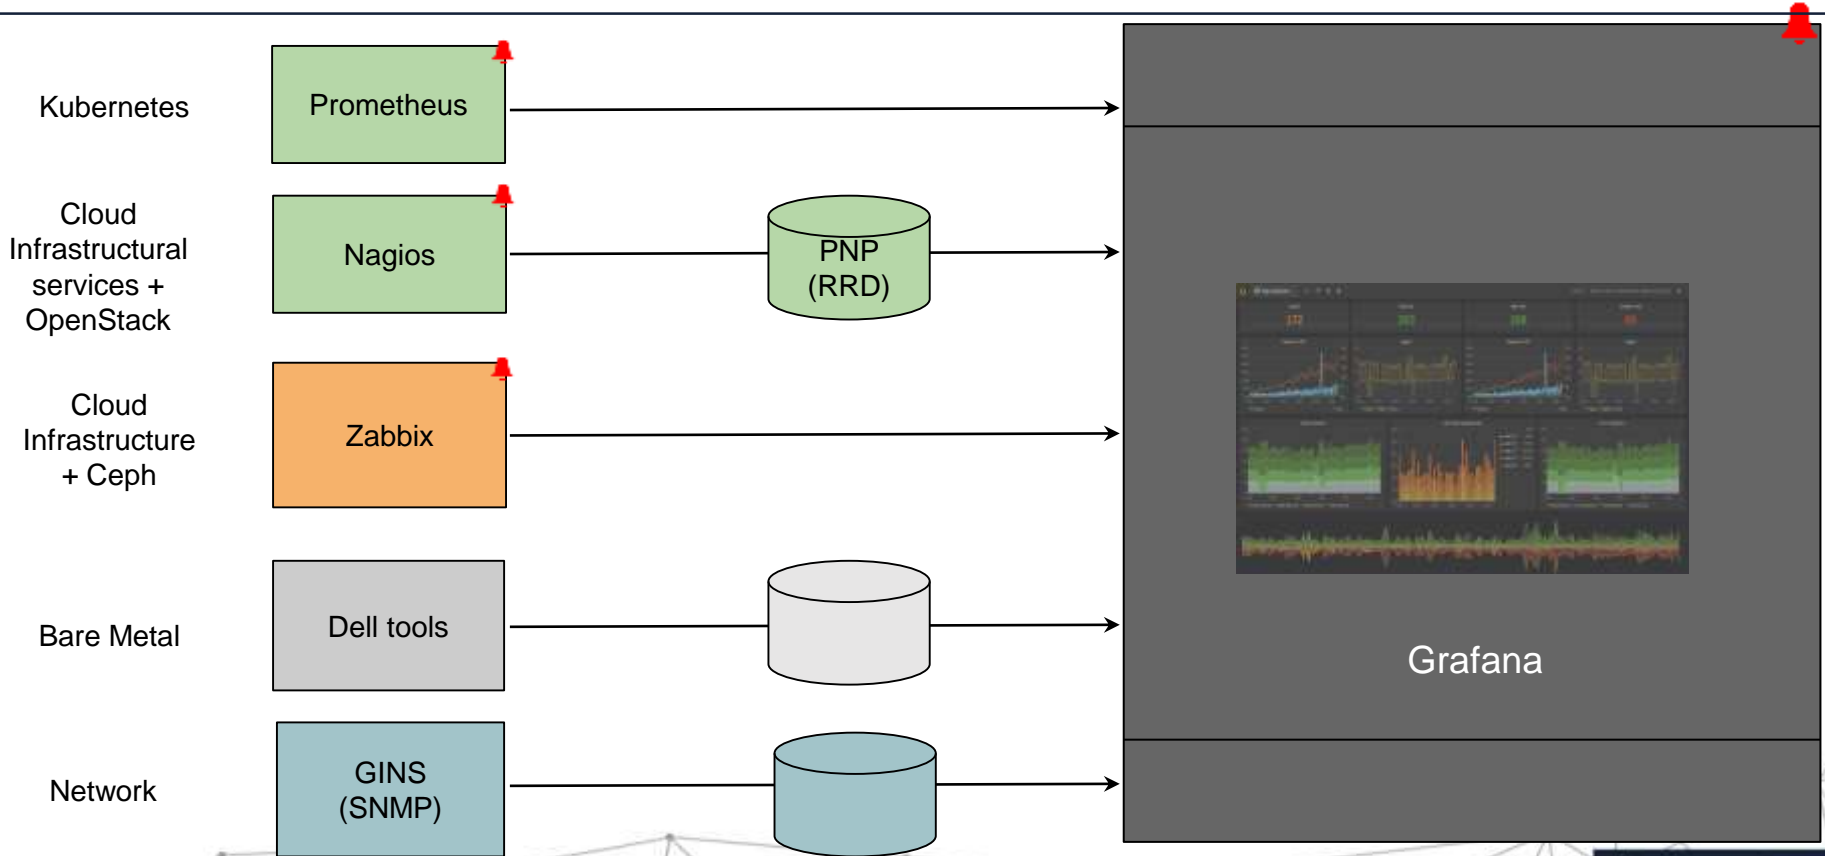 Kubernetes
Prometheus
Cloud
Infrastructural
services +
OpenStack
Nagios
PNP
(RRD)
Cloud
Infrastructure
+ Ceph
Zabbix
Bare Metal
Dell tools
Grafana
Network
GINS
(SNMP)